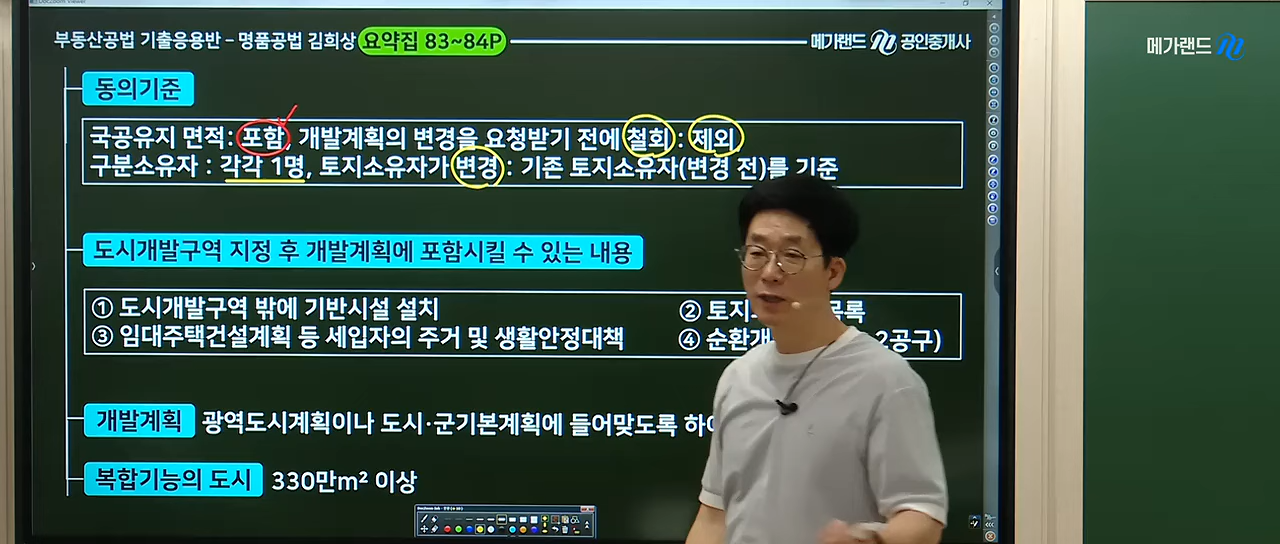 부동산공법 기출응용반 - 명품공법 김희상 요약집 83~84P
메가랜드 공인중개사
메가랜드
동의기준
국공유지 면적 : 포함, 개발계획의 변경을 요청받기 전에 철회 : 제외
구분소유자 : 각각 1명, 토지소유자가 변경 : 기존 토지소유자(변경 전)를 기준
도시개발구역 지정 후 개발계획에 포함시킬 수 있는 내용
① 도시개발구역 밖에 기반시설 설치
② 토지
③ 임대주택건설계획 등 세입자의 주거 및 생활안정대책
④ 순환개 2공구)
개발계획 광역도시계획이나 도시·군기본계획에 들어맞도록 하여
복합기능의 도시 330만m² 이상